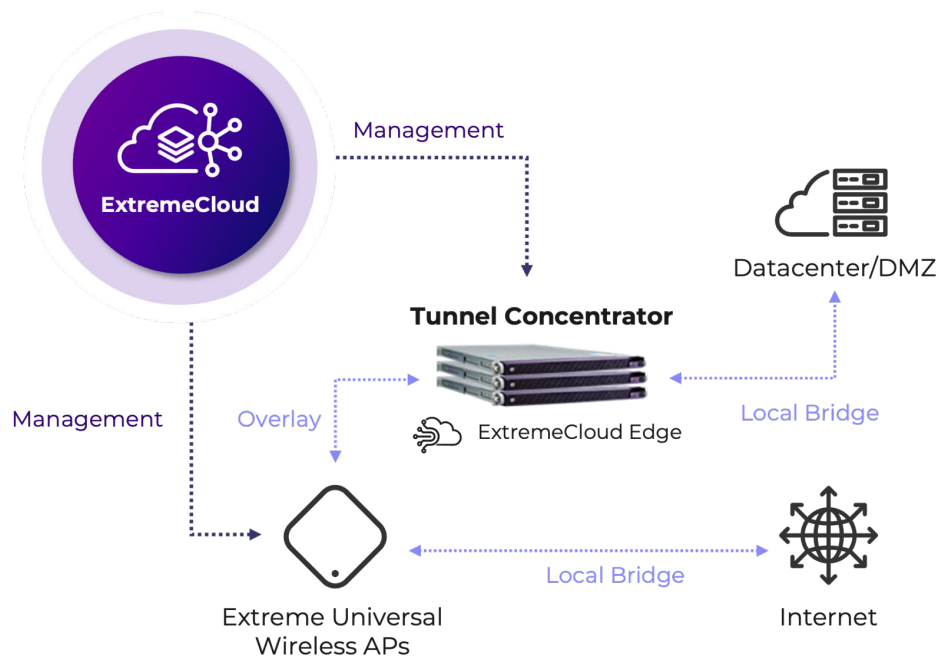 Management
ExtremeCloud
Datacenter/DMZ
Tunnel Concentrator
Management
Overlay
Local Bridge
ExtremeCloud Edge
Local Bridge
Extreme Universal
Wireless APs
Internet